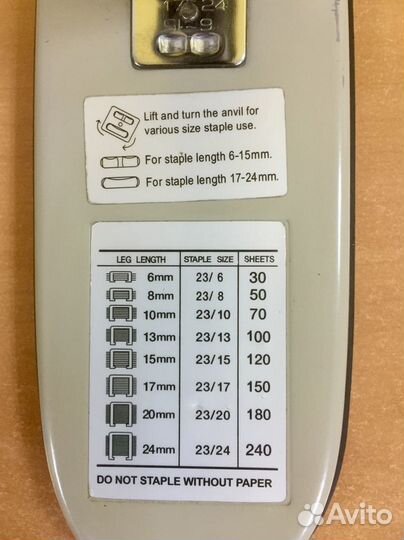 24
9
Lift and turn the anvil for
various size staple use.
For staple length 6-15mm.
For staple length 17-24mm.
LEG LENGTH STAPLE SIZE SHEETS
6mm 23/ 6 30
8mm 23/ 8 50
10mm 23/10 70
13mm 23/13 100
15mm 23/15 120
17mm 23/17 150
20mm 23/20 180
24mm 23/24 240
DO NOT STAPLE WITHOUT PAPER
Avito